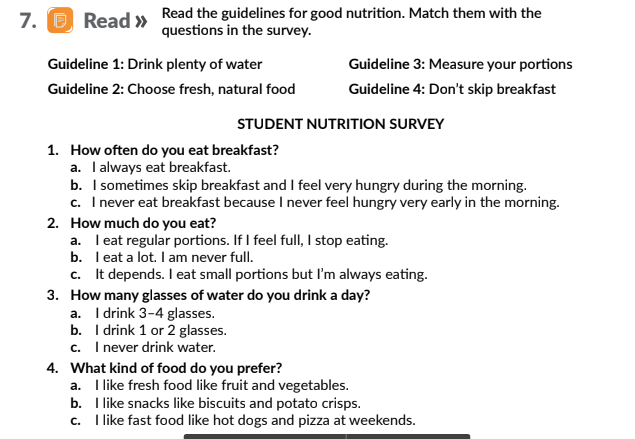 7. Read » Read the guidelines for good nutrition. Match them with the
questions in the survey.
Guideline 1: Drink plenty of water
Guideline 3: Measure your portions
Guideline 2: Choose fresh, natural food
Guideline 4: Don't skip breakfast
STUDENT NUTRITION SURVEY
1. How often do you eat breakfast?
a. I always eat breakfast.
b. I sometimes skip breakfast and I feel very hungry during the morning.
c. I never eat breakfast because I never feel hungry very early in the morning.
2. How much do you eat?
a. I eat regular portions. If I feel full, I stop eating.
b. I eat a lot. I am never full.
c. It depends. I eat small portions but I'm always eating.
3. How many glasses of water do you drink a day?
a. I drink 3–4 glasses.
b. I drink 1 or 2 glasses.
c. I never drink water.
4. What kind of food do you prefer?
a. I like fresh food like fruit and vegetables.
b. I like snacks like biscuits and potato crisps.
c. I like fast food like hot dogs and pizza at weekends.